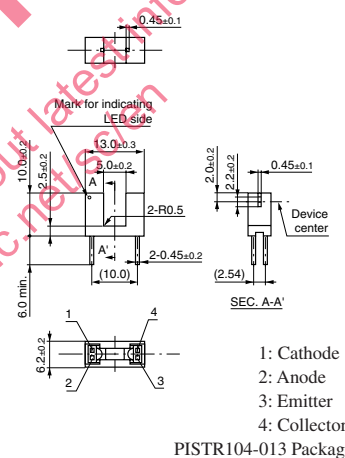 0.45±0.1
Mark for indicating
LED side
13.0±0.3
5.0±0.2
10.0±0.2
2.5±0.2
A
2-R0.5
A'
2-0.45±0.2
(10.0)
6.0 min.
2.0±0.2
2.2±0.2
0.45±0.1
Device
center
(2.54)
SEC. A-A'
1
4
6.2±0.2
2
3
1: Cathode
2: Anode
3: Emitter
4: Collector
PISTR104-013 Packag